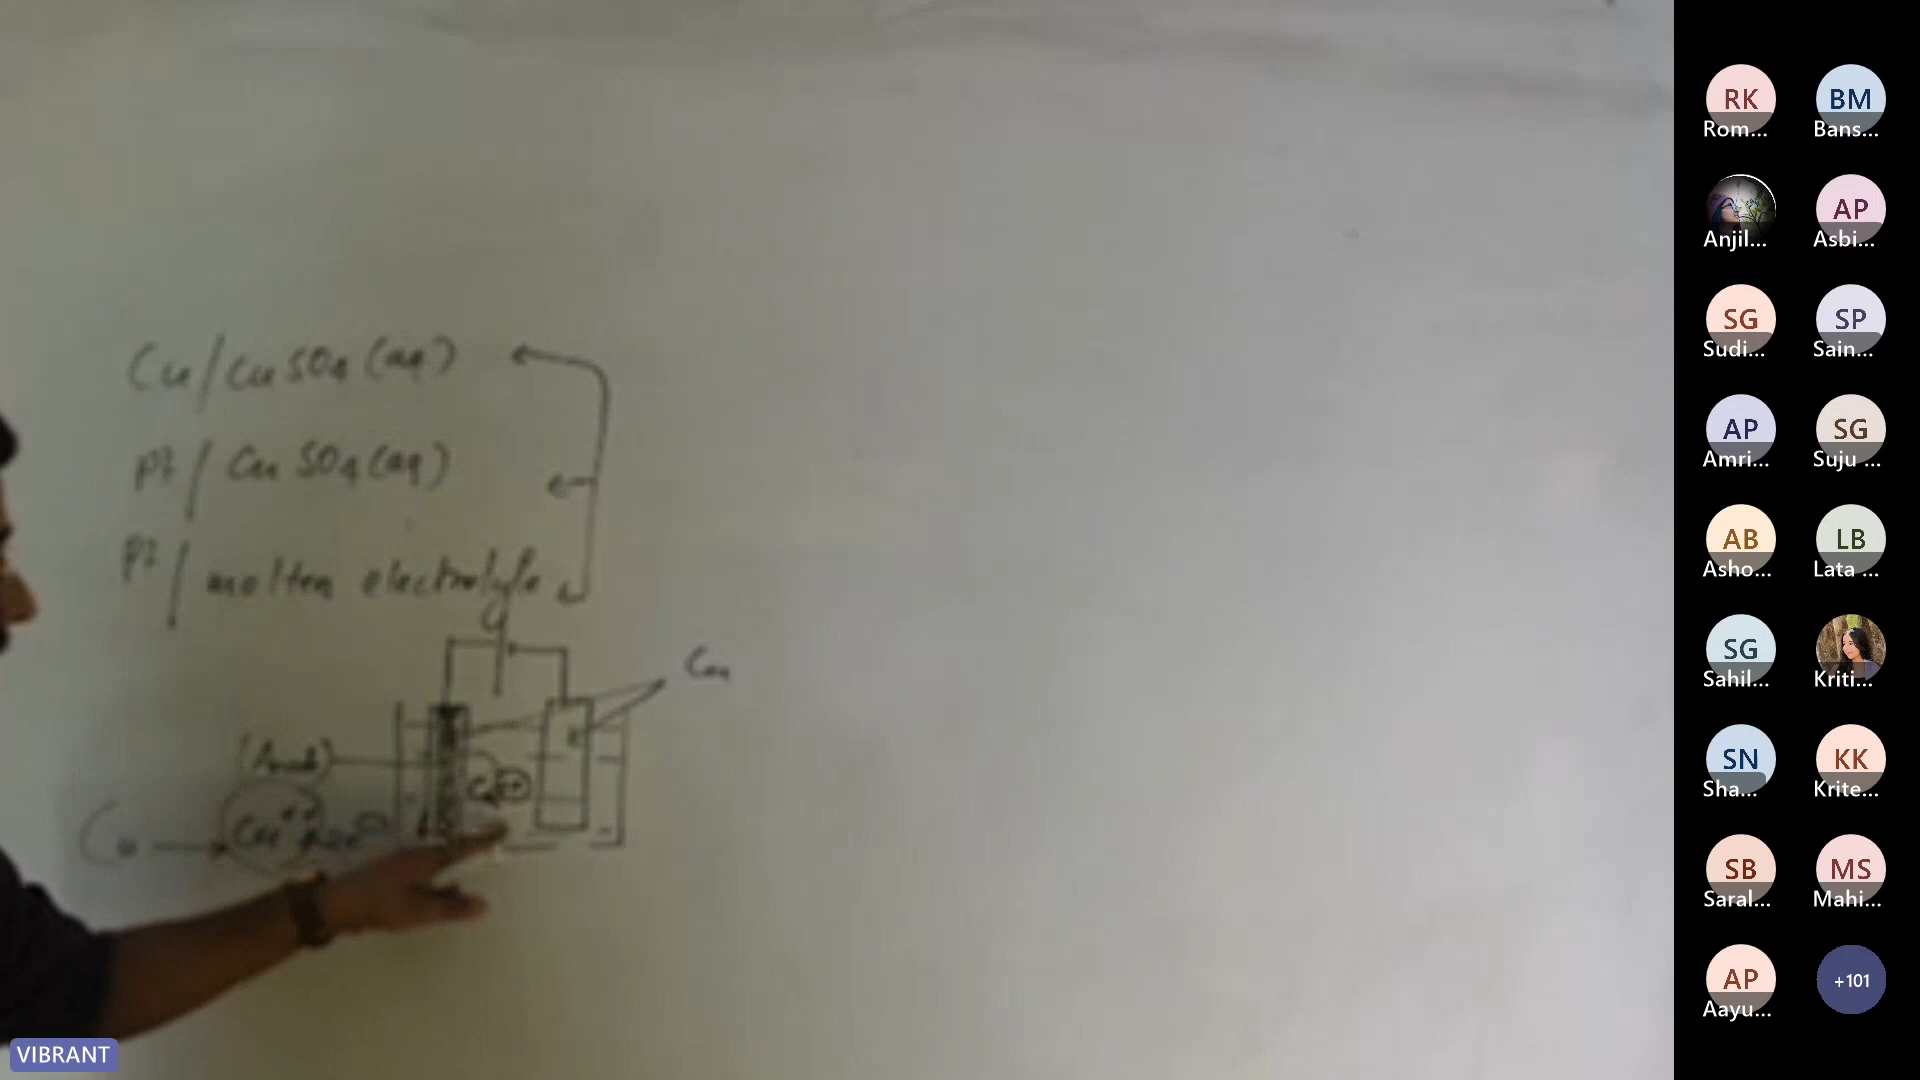 Cu/CuSO4(aq)
Pt/CuSO4(aq)
Pt/molten electrolyte
Cu
Cu → Cu++
RK
Rom...
BM
Bans...
Anjil...
AP
Asbi...
SG
Sudi...
SP
Sain...
AP
Amri...
SG
Suju ...
AB
Asho...
LB
Lata ...
SG
Sahil...
Kriti...
SN
Sha...
KK
Krite...
SB
Saral...
MS
Mahi...
AP
Aayu...
+101
VIBRANT